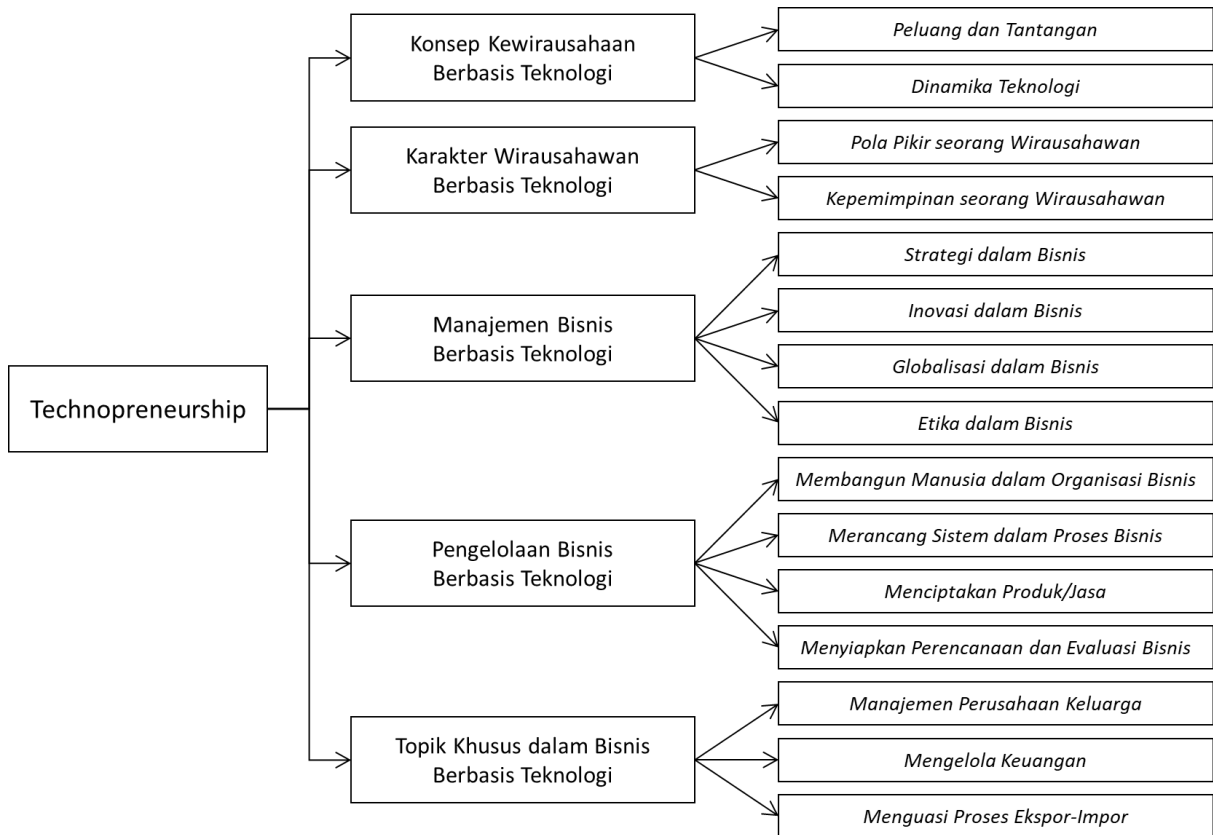 Technopreneurship
Konsep Kewirausahaan
Berbasis Teknologi
Peluang dan Tantangan
Dinamika Teknologi
Karakter Wirausahawan
Berbasis Teknologi
Pola Pikir seorang Wirausahawan
Kepemimpinan seorang Wirausahawan
Manajemen Bisnis
Berbasis Teknologi
Strategi dalam Bisnis
Inovasi dalam Bisnis
Globalisasi dalam Bisnis
Etika dalam Bisnis
Pengelolaan Bisnis
Berbasis Teknologi
Membangun Manusia dalam Organisasi Bisnis
Merancang Sistem dalam Proses Bisnis
Menciptakan Produk/Jasa
Menyiapkan Perencanaan dan Evaluasi Bisnis
Topik Khusus dalam Bisnis
Berbasis Teknologi
Manajemen Perusahaan Keluarga
Mengelola Keuangan
Menguasi Proses Ekspor-Impor